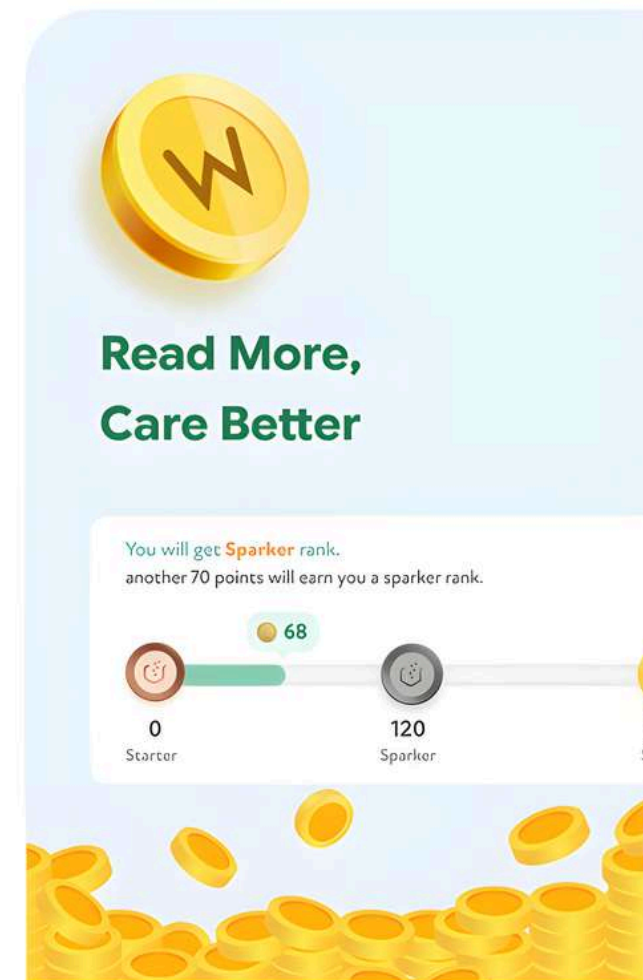 W
Read More,
Care Better
You will get Sparker rank.
another 70 points will earn you a sparker rank.
68
0
120
Starter
Sparker